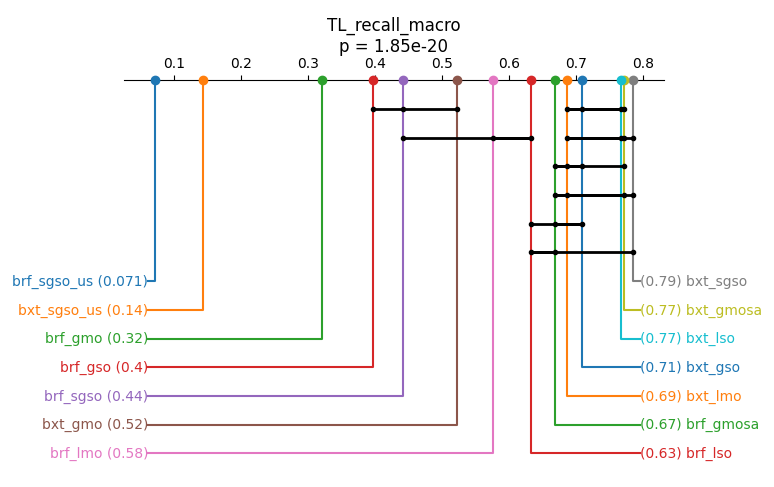 TL_recall_macro
p = 1.85e-20
0.1 0.2 0.3 0.4 0.5 0.6 0.7 0.8
brf_sgso_us (0.071) (0.79) bxt_sgso
bxt_sgso_us (0.14) (0.77) bxt_gmosa
brf_gmo (0.32) (0.77) bxt_lso
brf_gso (0.4) (0.71) bxt_gso
brf_sgso (0.44) (0.69) bxt_lmo
bxt_gmo (0.52) (0.67) brf_gmosa
brf_lmo (0.58) (0.63) brf_lso